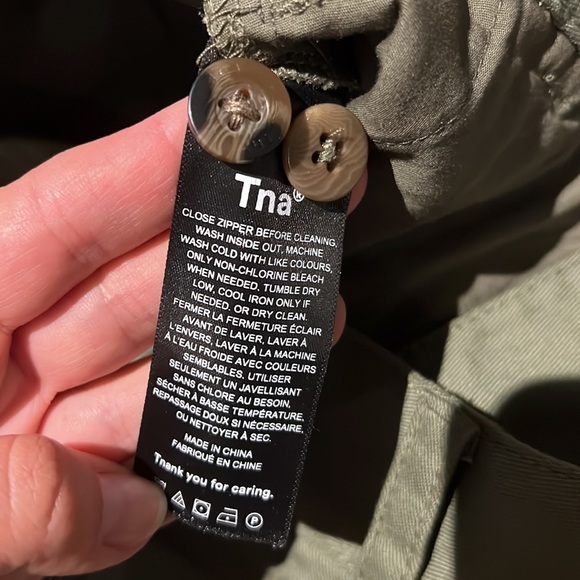 Tna®
CLOSE ZIPPER BEFORE CLEANING,
WASH INSIDE OUT, MACHINE
WASH COLD WITH LIKE COLOURS,
ONLY NON-CHLORINE BLEACH
WHEN NEEDED, TUMBLE DRY
LOW, COOL IRON ONLY IF
NEEDED, OR DRY CLEAN.
FERMER LA FERMETURE ÉCLAIR
AVANT DE LAVER, LAVER À
L'ENVERS, LAVER À LA MACHINE
À L'EAU FROIDE AVEC COULEURS
SEMBLABLES, UTILISER
SEULEMENT UN JAVELLISANT
SANS CHLORE AU BESOIN,
SÉCHER À BASSE TEMPÉRATURE,
REPASSAGE DOUX SI NÉCESSAIRE,
OU NETTOYER À SEC.
MADE IN CHINA
FABRIQUÉ EN CHINE
Thank you for caring.
P